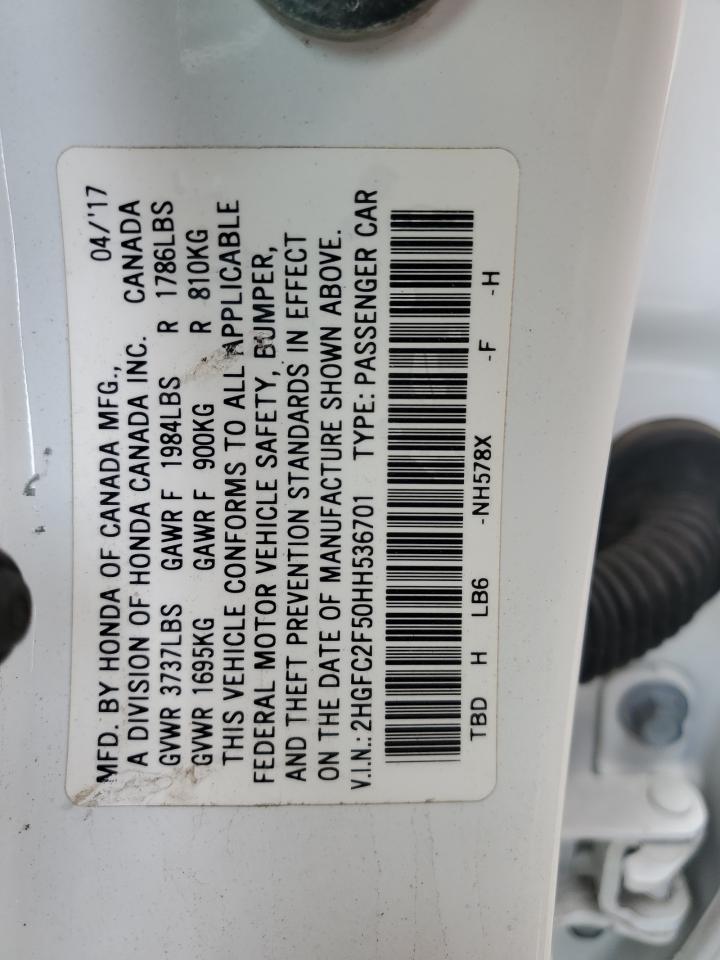 MFD. BY HONDA OF CANADA MFG., 04/'17
A DIVISION OF HONDA CANADA INC. CANADA
GVWR 3737LBS GAWR F 1984LBS R 1786LBS
GVWR 1695KG GAWR F 900KG R 810KG
THIS VEHICLE CONFORMS TO ALL APPLICABLE
FEDERAL MOTOR VEHICLE SAFETY, BUMPER,
AND THEFT PREVENTION STANDARDS IN EFFECT
ON THE DATE OF MANUFACTURE SHOWN ABOVE.
V.I.N.: 2HGFC2F50HH536701 TYPE: PASSENGER CAR
TBD H LB6 -NH578X -F -H